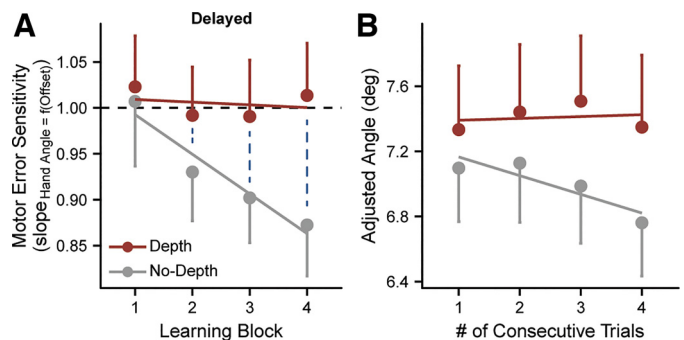 A
Delayed
Motor Error Sensitivity
(slope Hand Angle = f(Offset))
1.05
1.00
0.95
0.90
0.85
Depth
No-Depth
1
2
3
4
Learning Block
B
Adjusted Angle (deg)
7.6
7.2
6.8
6.4
1
2
3
4
# of Consecutive Trials